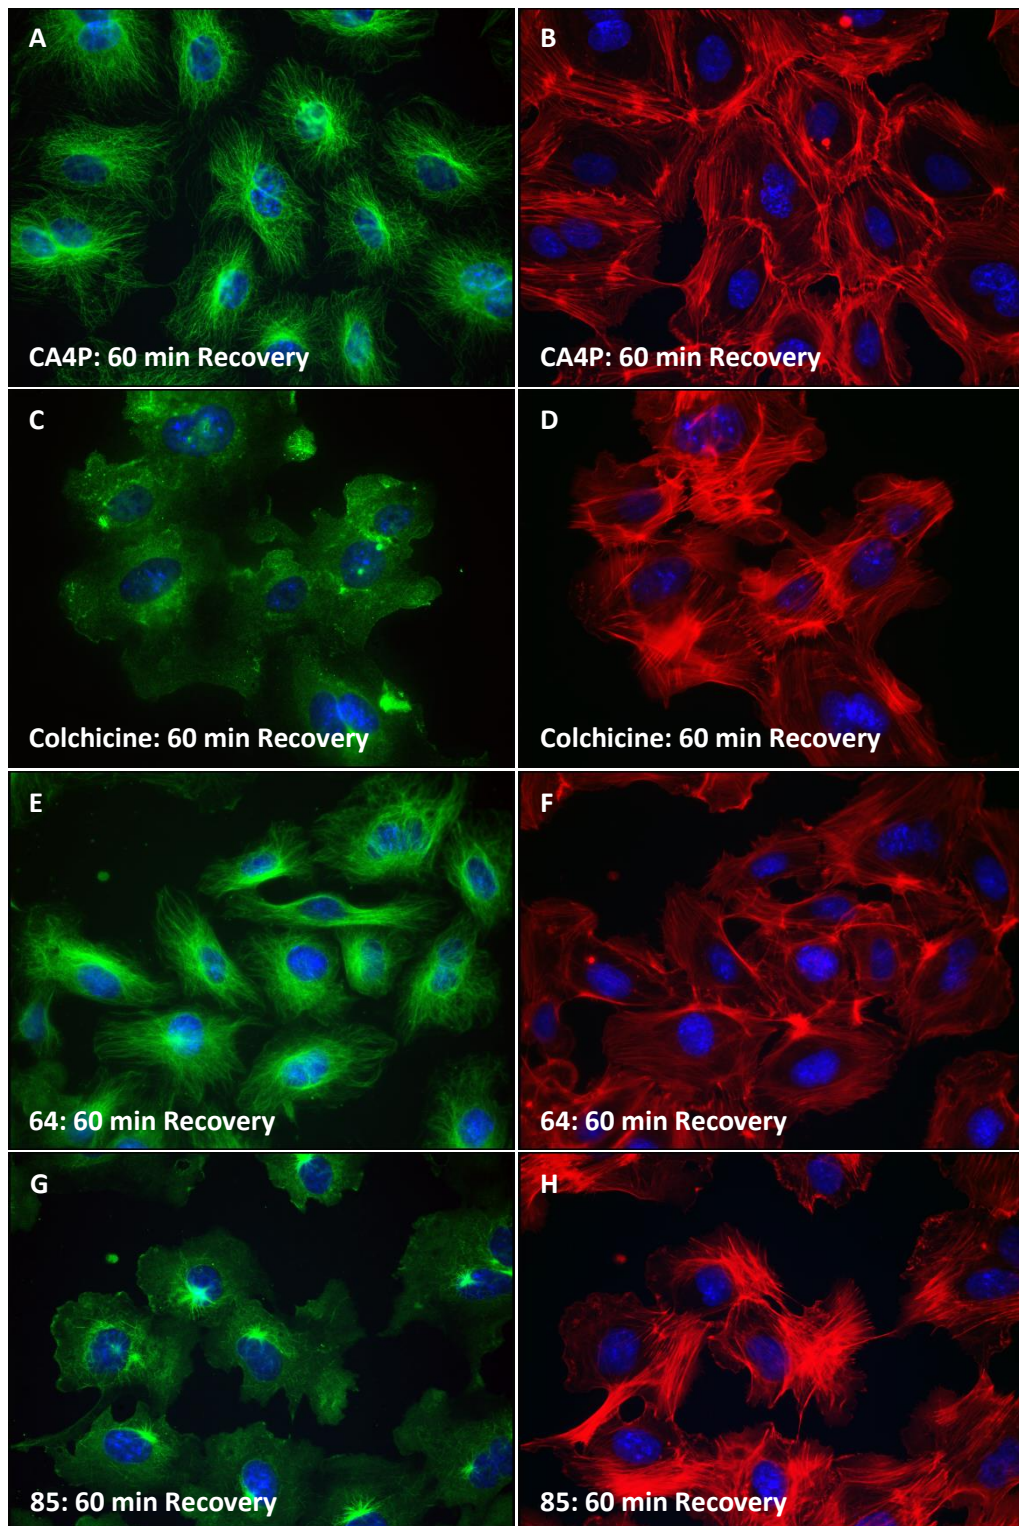 A
B
CA4P: 60 min Recovery
CA4P: 60 min Recovery
C
D
Colchicine: 60 min Recovery
Colchicine: 60 min Recovery
E
F
64: 60 min Recovery
64: 60 min Recovery
G
H
85: 60 min Recovery
85: 60 min Recovery